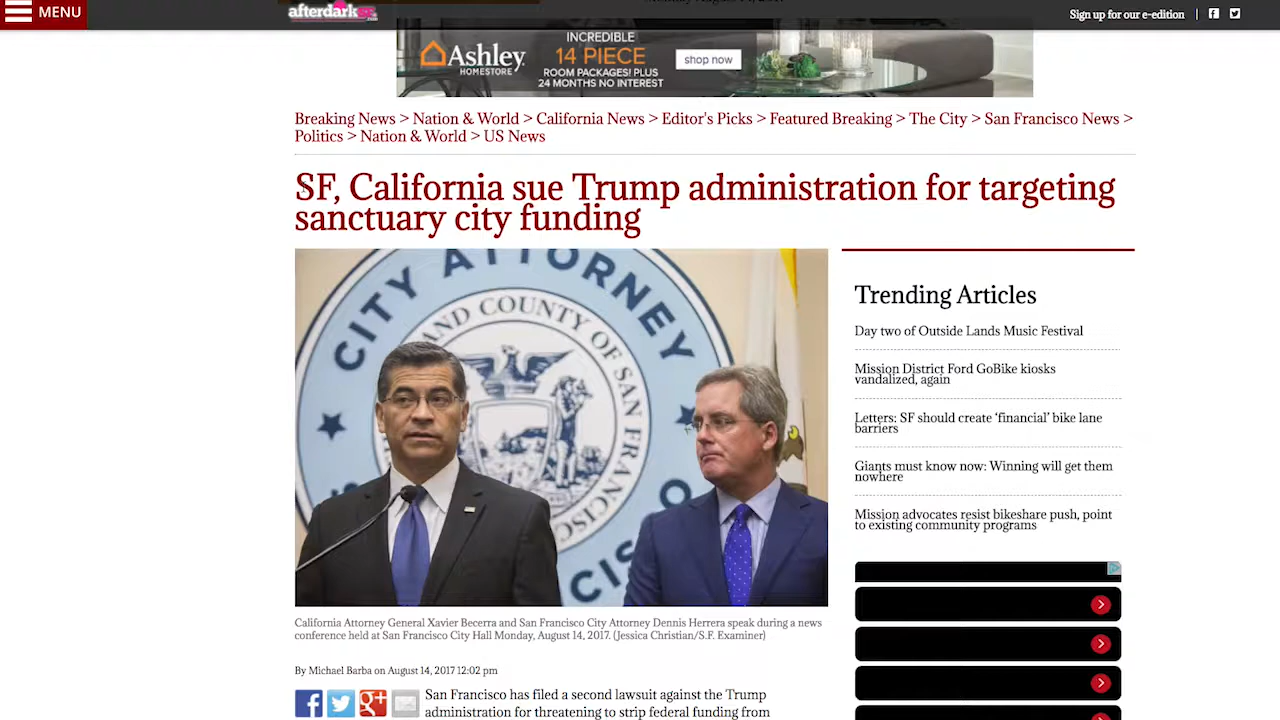 MENU
afterdark
Sign up for our e-edition
Ashley
HOMESTORE
INCREDIBLE
14 PIECE
ROOM PACKAGES! PLUS
24 MONTHS NO INTEREST
shop now
Breaking News > Nation & World > California News > Editor's Picks > Featured Breaking > The City > San Francisco News >
Politics > Nation & World > US News
SF, California sue Trump administration for targeting
sanctuary city funding
CITY ATTORNEY
AND COUNTY OF SAN FRANCISCO
CISCO
California Attorney General Xavier Becerra and San Francisco City Attorney Dennis Herrera speak during a news
conference held at San Francisco City Hall Monday, August 14, 2017. (Jessica Christian/S.F. Examiner)
By Michael Barba on August 14, 2017 12:02 pm
San Francisco has filed a second lawsuit against the Trump
administration for threatening to strip federal funding from
Trending Articles
Day two of Outside Lands Music Festival
Mission District Ford GoBike kiosks
vandalized, again
Letters: SF should create ‘financial’ bike lane
barriers
Giants must know now: Winning will get them
nowhere
Mission advocates resist bikeshare push, point
to existing community programs